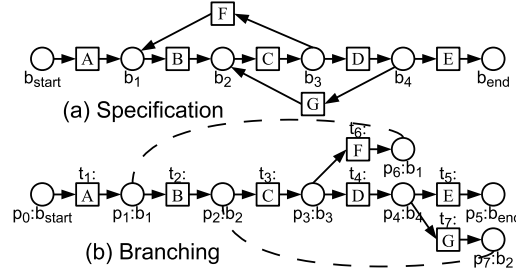 F
A B C D E
b_start b_1 b_2 b_3 b_4 b_end
G
(a) Specification
t_6:
F
p_6:b_1
t_1: t_2: t_3: t_4: t_5:
A B C D E
p_0:b_start p_1:b_1 p_2:b_2 p_3:b_3 p_4:b_4 p_5:b_end
t_7:
G
p_7:b_2
(b) Branching